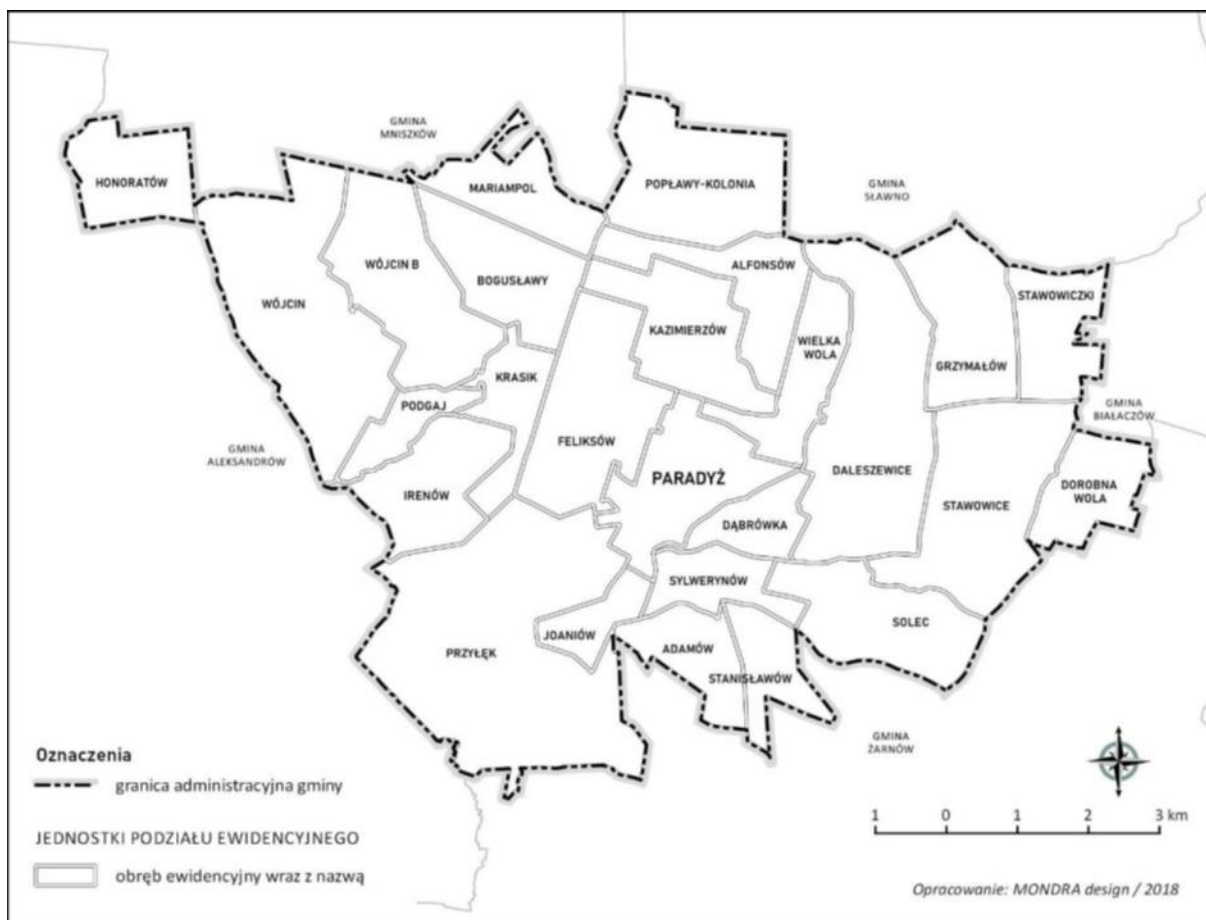 GMINA
MNISZKÓW
HONORATÓW
MARIAMPOL
POPŁAWY-KOLONIA
GMINA
SŁAWNO
WÓJCIN B
BOGUSŁAWY
ALFONSÓW
WÓJCIN
STAWOWICZKI
KAZIMIERZÓW
WIELKA
WOLA
GRZYMAŁÓW
KRASIK
PODGAJ
GMINA
BIAŁACZÓW
GMINA
ALEKSANDRÓW
FELIKSÓW
PARADYŻ
DALESZEWICE
DOROBNA
WOLA
IRENÓW
STAWOWICE
DĄBRÓWKA
SYLWERYNÓW
SOLEC
JOANIÓW
PRZYŁĘK
ADAMÓW
STANISŁAWÓW
GMINA
ŻARNÓW
Oznaczenia
granica administracyjna gminy
JEDNOSTKI PODZIAŁU EWIDENCYJNEGO
obręb ewidencyjny wraz z nazwą
1 0 1 2 3 km
Opracowanie: MONDRA design / 2018